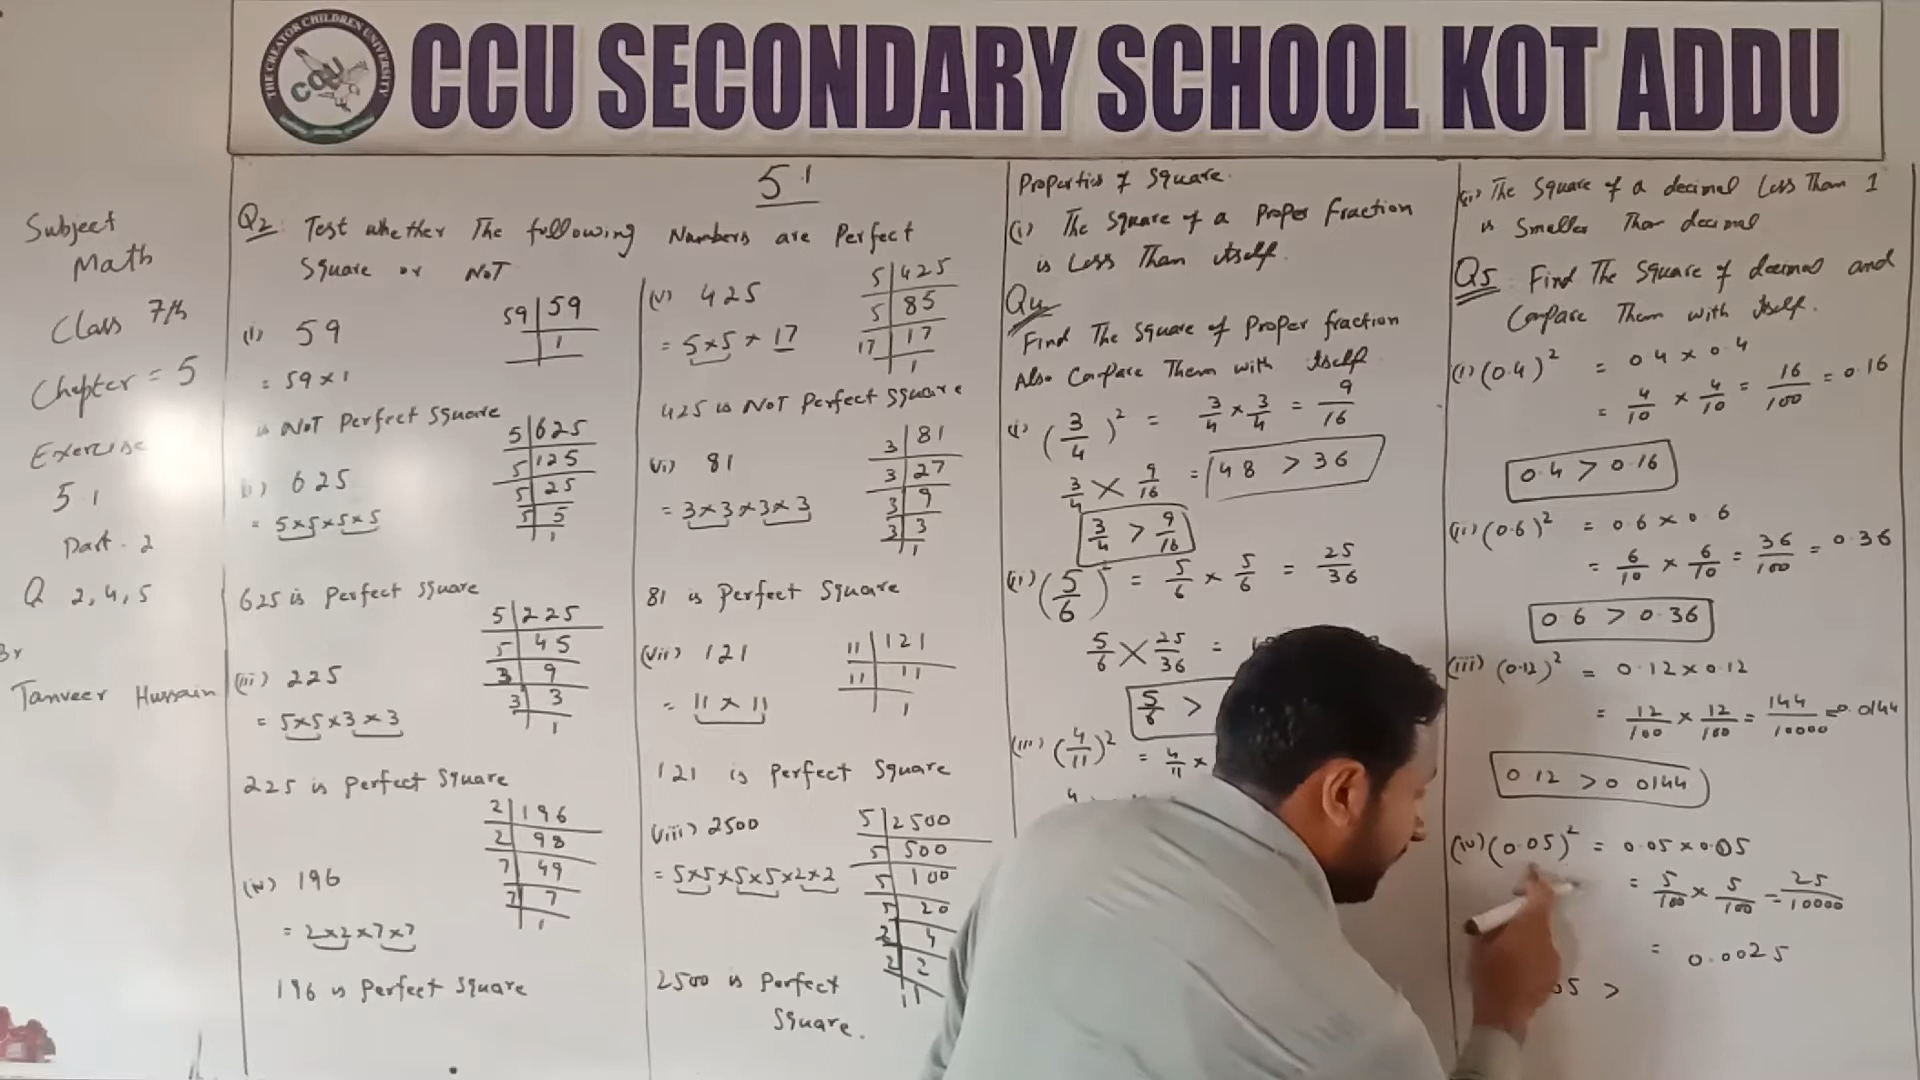 THE CREATOR CHILDREN UNIVERSITY
CCU
CCU SECONDARY SCHOOL KOT ADDU
Subject
Math
Class 7th
Chepter = 5
Exercise
5.1
Part. 2
Q 2,4,5
By
Tanveer Hussain
5.1
Q2: Test whether The following Numbers are Perfect
Square or NOT
(i) 59
59 | 59
1
= 59 × 1
is NOT Perfect Square
(ii) 625
5 | 625
5 | 125
5 | 25
5 | 5
1
= 5×5×5×5
625 is Perfect Square
(iii) 225
5 | 225
5 | 45
3 | 9
3 | 3
1
= 5×5×3×3
225 is Perfect Square
(iv) 196
2 | 196
2 | 98
7 | 49
7 | 7
1
= 2×2×7×7
196 is Perfect Square
(v) 425
5 | 425
5 | 85
17 | 17
1
= 5×5×17
425 is NOT Perfect Square
(vi) 81
3 | 81
3 | 27
3 | 9
3 | 3
1
= 3×3×3×3
81 is Perfect Square
(vii) 121
11 | 121
11 | 11
1
= 11 × 11
121 is Perfect Square
(viii) 2500
5 | 2500
5 | 500
5 | 100
5 | 20
2 | 4
2 | 2
1
= 5×5×5×5×2×2
2500 is Perfect
Square.
Properties of Square.
(i) The Square of a Proper Fraction
is Less Than itself.
Q4
Find The Square of Proper fraction
Also Compare Them with itself
(i) (3/4)² = 3/4 × 3/4 = 9/16
3/4 × 9/16 = 48 > 36
3/4 > 9/16
(ii) (5/6)² = 5/6 × 5/6 = 25/36
5/6 × 25/36 =
5/6 >
(iii) (4/11)² = 4/11 ×
4
(ii) The Square of a decimal Less Than 1
is Smaller Than decimal
Q5: Find The Square of decimal and
Compare Them with itself.
(i) (0.4)² = 0.4 × 0.4
= 4/10 × 4/10 = 16/100 = 0.16
0.4 > 0.16
(ii) (0.6)² = 0.6 × 0.6
= 6/10 × 6/10 = 36/100 = 0.36
0.6 > 0.36
(iii) (0.12)² = 0.12 × 0.12
= 12/100 × 12/100 = 144/10000 = 0.0144
0.12 > 0.0144
(iv) (0.05)² = 0.05 × 0.05
= 5/100 × 5/100 = 25/10000
= 0.0025
05 >